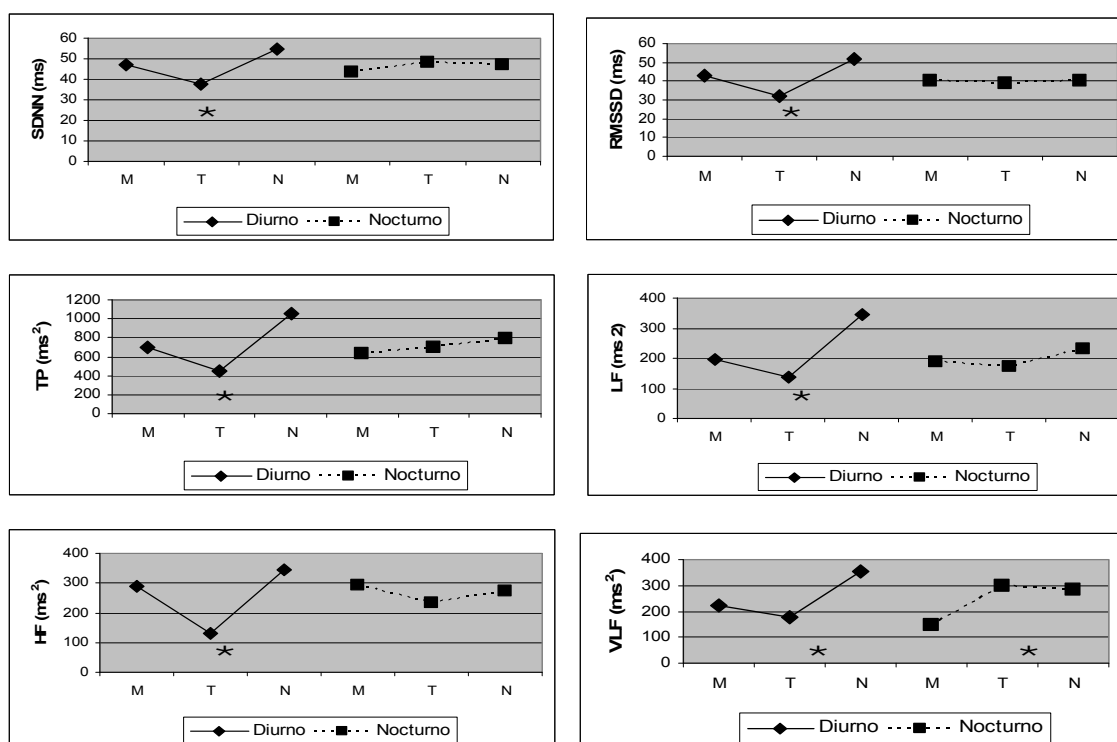 60
50
40
30
20
10
0
SDNN (ms)
M T N M T N
Diurno Nocturno
60
50
40
30
20
10
0
RMSSD (ms)
M T N M T N
Diurno Nocturno
1200
1000
800
600
400
200
0
TP (ms²)
M T N M T N
Diurno Nocturno
400
300
200
100
0
LF (ms 2)
M T N M T N
Diurno Nocturno
400
300
200
100
0
HF (ms²)
M T N M T N
Diurno Nocturno
400
300
200
100
0
VLF (ms²)
M T N M T N
Diurno Nocturno